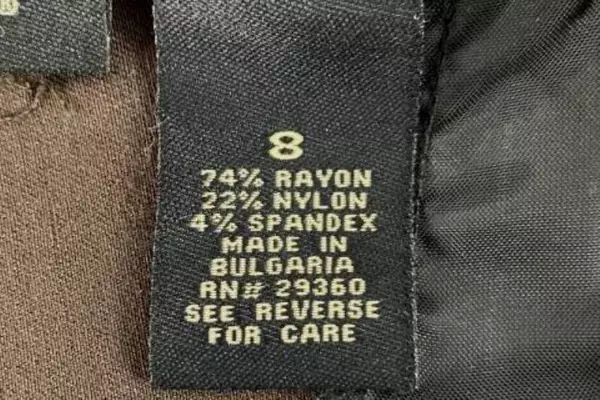 B
8
74% RAYON
22% NYLON
4% SPANDEX
MADE IN
BULGARIA
RN# 29360
SEE REVERSE
FOR CARE